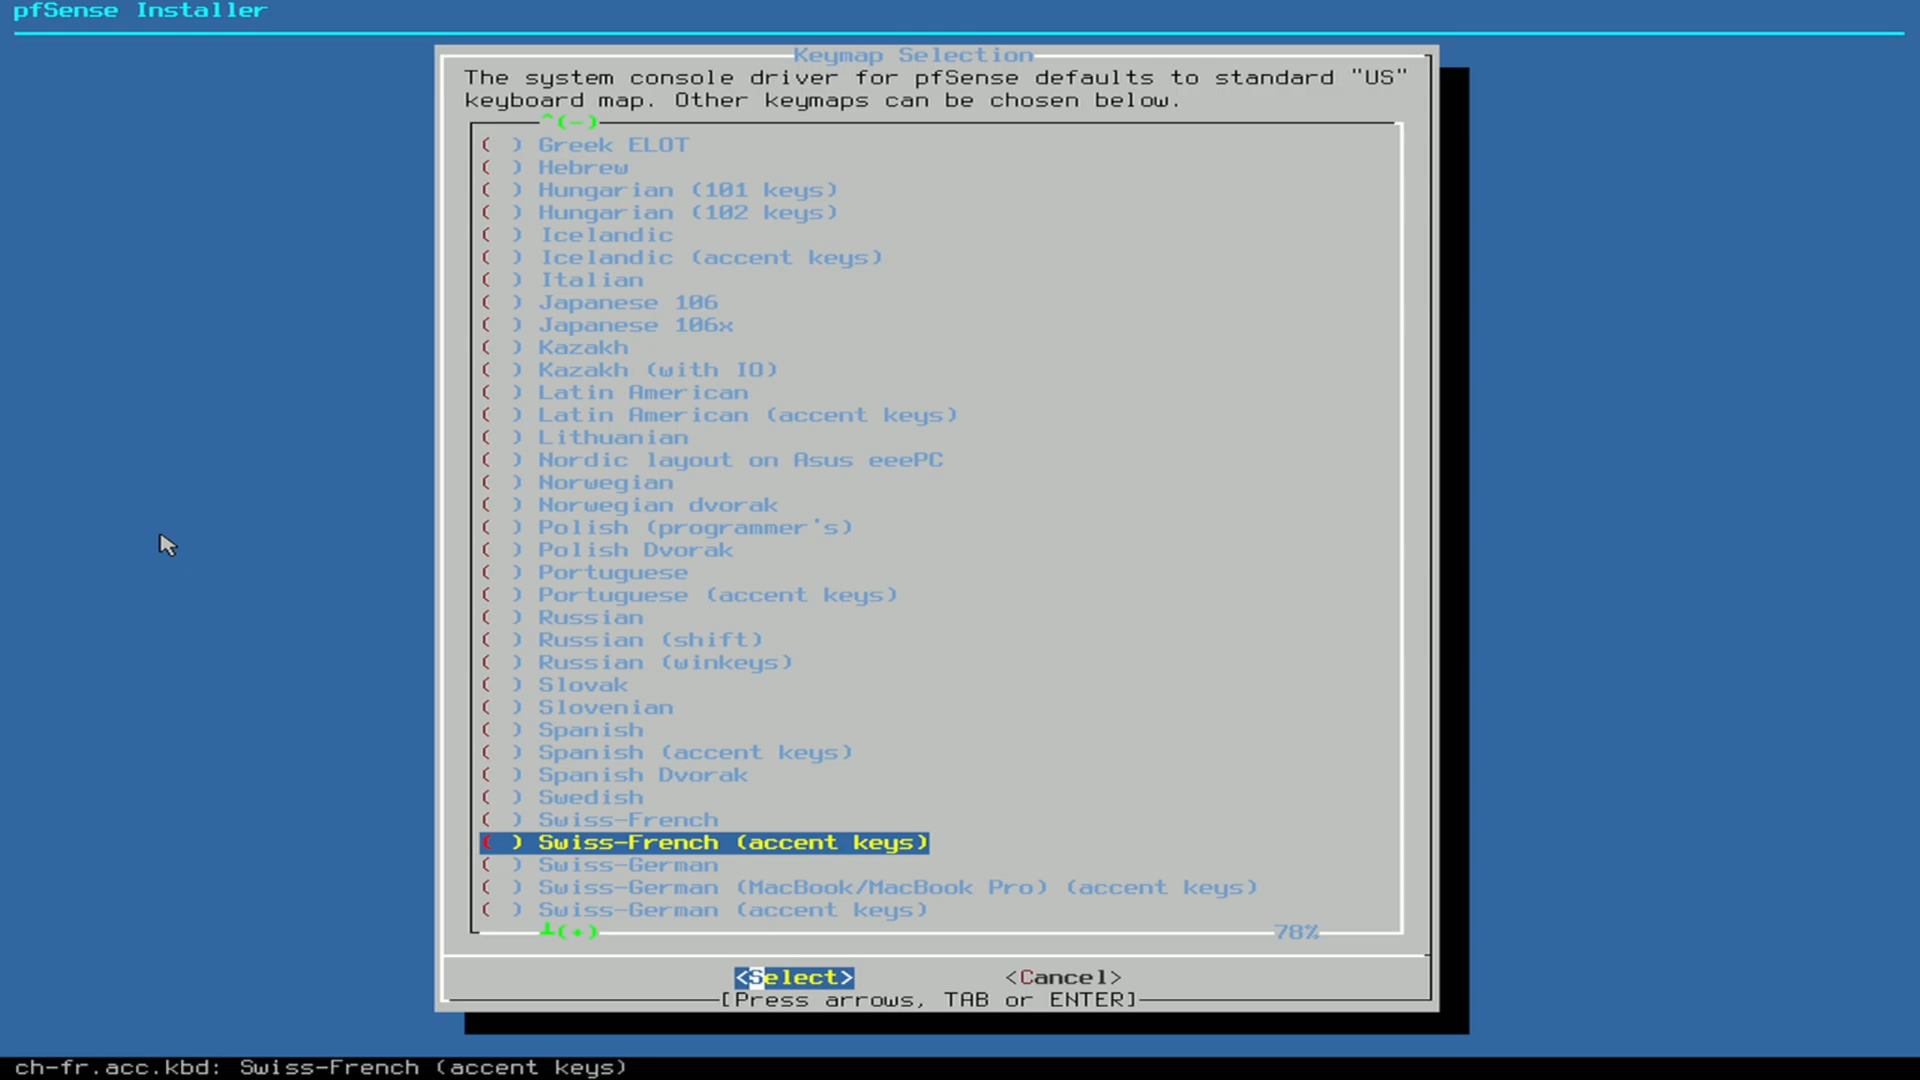 pfSense Installer
Keymap Selection
The system console driver for pfSense defaults to standard "US"
keyboard map. Other keymaps can be chosen below.
^(-)
( ) Greek ELOT
( ) Hebrew
( ) Hungarian (101 keys)
( ) Hungarian (102 keys)
( ) Icelandic
( ) Icelandic (accent keys)
( ) Italian
( ) Japanese 106
( ) Japanese 106x
( ) Kazakh
( ) Kazakh (with IO)
( ) Latin American
( ) Latin American (accent keys)
( ) Lithuanian
( ) Nordic layout on Asus eeePC
( ) Norwegian
( ) Norwegian dvorak
( ) Polish (programmer's)
( ) Polish Dvorak
( ) Portuguese
( ) Portuguese (accent keys)
( ) Russian
( ) Russian (shift)
( ) Russian (winkeys)
( ) Slovak
( ) Slovenian
( ) Spanish
( ) Spanish (accent keys)
( ) Spanish Dvorak
( ) Swedish
( ) Swiss-French
( ) Swiss-French (accent keys)
( ) Swiss-German
( ) Swiss-German (MacBook/MacBook Pro) (accent keys)
( ) Swiss-German (accent keys)
┴(+) 78%
<Select> <Cancel>
[Press arrows, TAB or ENTER]
ch-fr.acc.kbd: Swiss-French (accent keys)